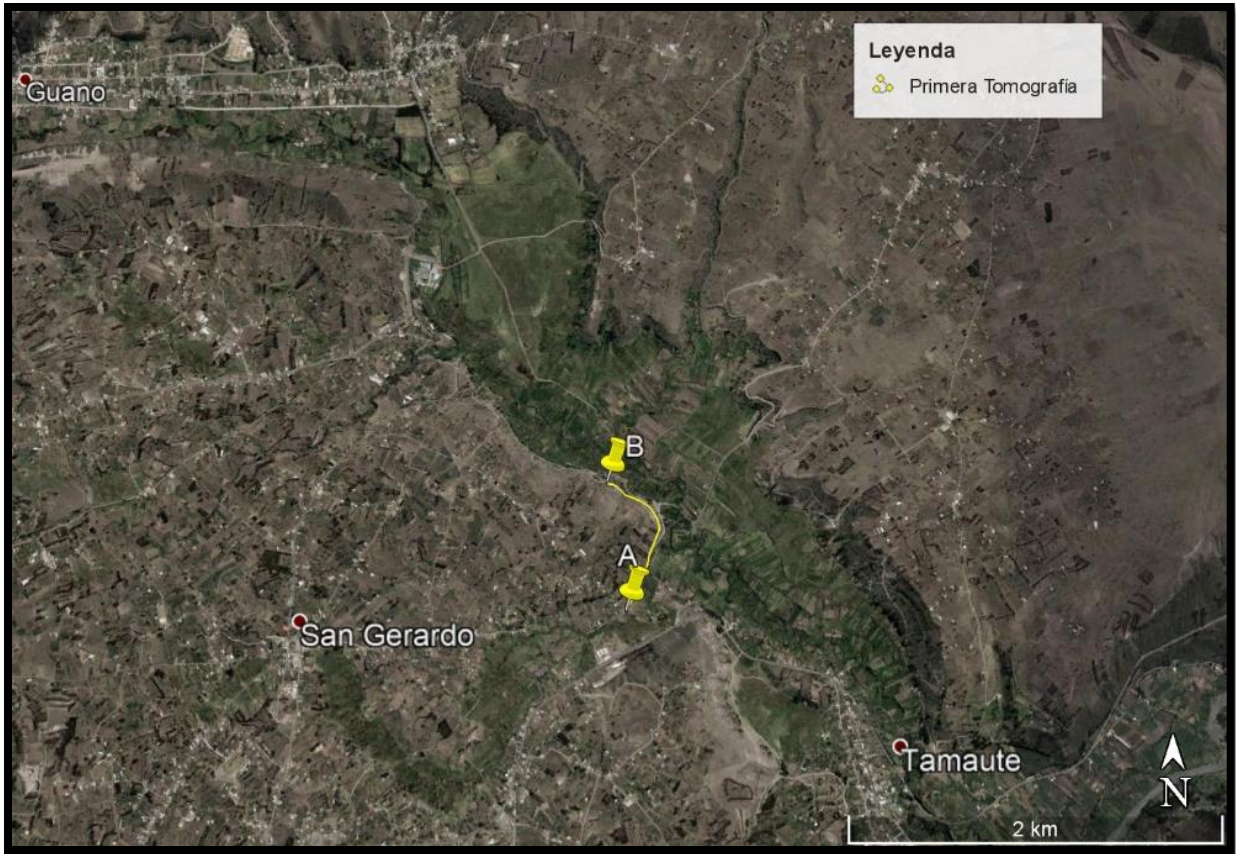 Leyenda
Primera Tomografía
Guano
B
A
San Gerardo
Tamaute
N
2 km